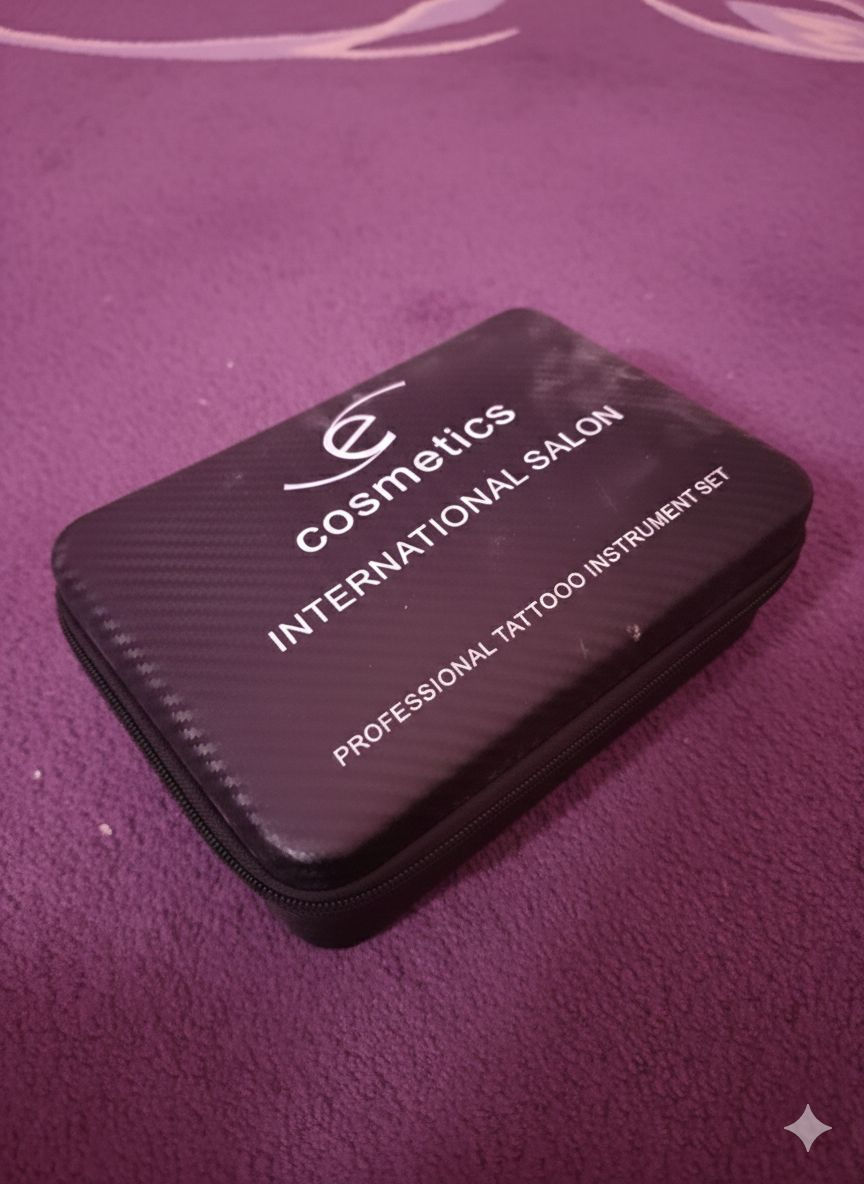 e
cosmetics
INTERNATIONAL SALON
PROFESSIONAL TATTOOO INSTRUMENT SET